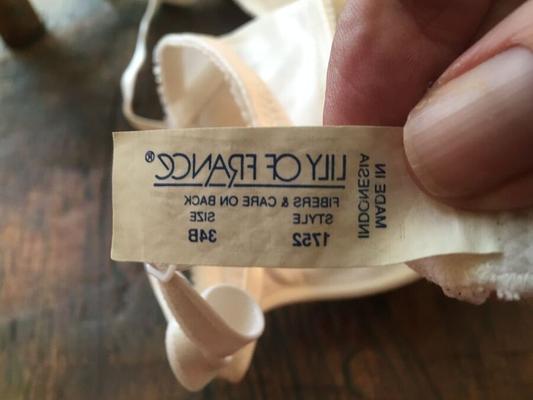 LILY OF FRANCE®
FIBERS & CARE ON BACK
STYLE SIZE
1752 34B
MADE IN
INDONESIA